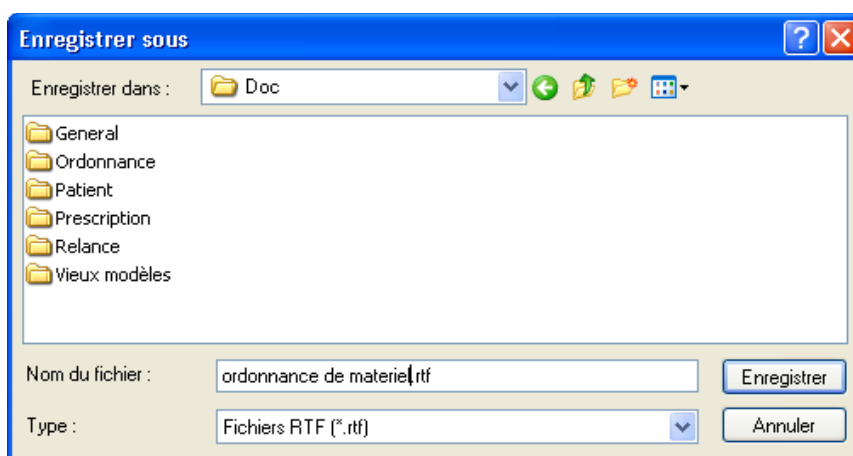 Enregistrer sous
Enregistrer dans : Doc
General
Ordonnance
Patient
Prescription
Relance
Vieux modèles
Nom du fichier : ordonnance de materiel.rtf Enregistrer
Type : Fichiers RTF (*.rtf) Annuler